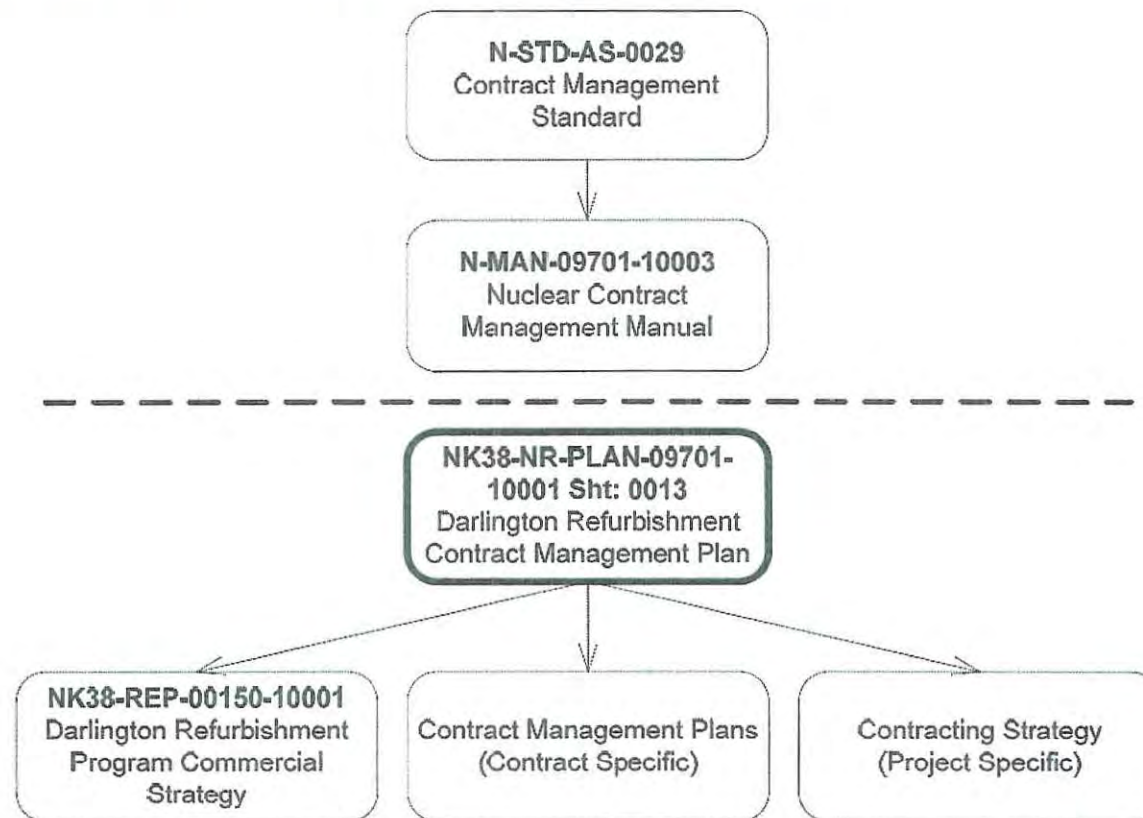 N-STD-AS-0029
Contract Management
Standard
N-MAN-09701-10003
Nuclear Contract
Management Manual
NK38-NR-PLAN-09701-
10001 Sht: 0013
Darlington Refurbishment
Contract Management Plan
NK38-REP-00150-10001
Darlington Refurbishment
Program Commercial
Strategy
Contract Management Plans
(Contract Specific)
Contracting Strategy
(Project Specific)